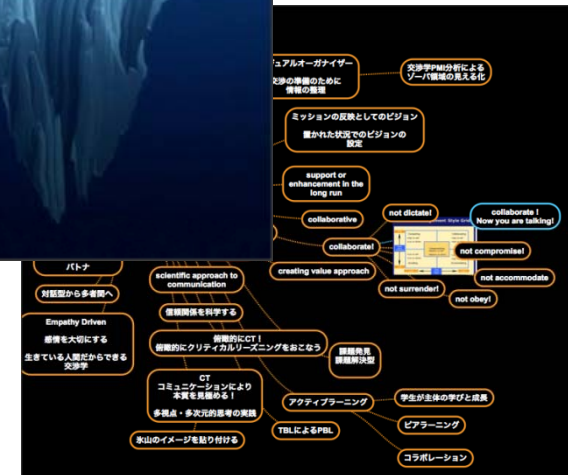 ュアルオーガナイザー
交渉の準備のために
情報の整理
交渉学PMI分析による
ゾーパ領域の見える化
ミッションの反映としてのビジョン
置かれた状況でのビジョンの
設定
support or
enhancement in the
long run
collaborative
collaborate!
not dictate!
collaborate !
Now you are talking!
not compromise!
not accommodate
not surrender!
not obey!
creating value approach
バトナ
対話型から多者間へ
Empathy Driven
感情を大切にする
生きている人間だからできる
交渉学
scientific approach to
communication
信頼関係を科学する
俯瞰的にCT！
俯瞰的にクリティカルリーズニングをおこなう
課題発見
課題解決型
CT
コミュニケーションにより
本質を見極める！
多視点・多次元的思考の実践
氷山のイメージを貼り付ける
TBLによるPBL
アクティブラーニング
学生が主体の学びと成長
ピアラーニング
コラボレーション